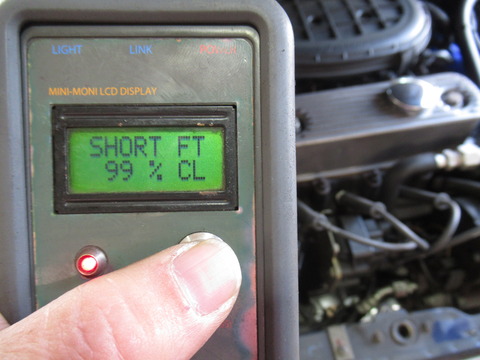 LIGHT LINK
MINI-MONI LCD DISPLAY
SHORT FT
99 % CL